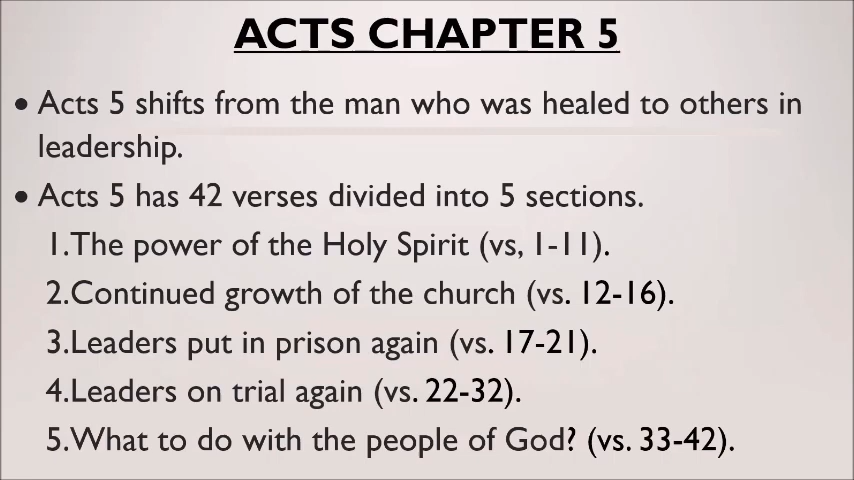 ACTS CHAPTER 5
• Acts 5 shifts from the man who was healed to others in
leadership.
• Acts 5 has 42 verses divided into 5 sections.
1.The power of the Holy Spirit (vs, 1-11).
2.Continued growth of the church (vs. 12-16).
3.Leaders put in prison again (vs. 17-21).
4.Leaders on trial again (vs. 22-32).
5.What to do with the people of God? (vs. 33-42).